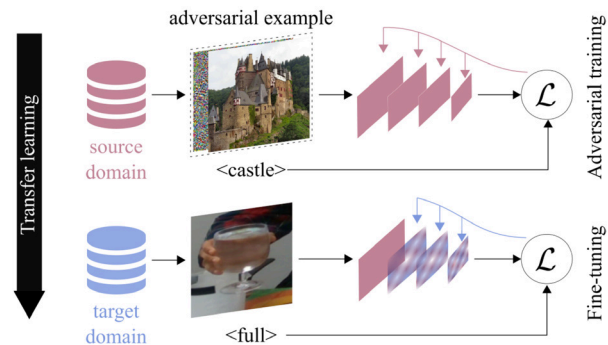 adversarial example
source
domain
<castle>
ℒ
Adversarial training
Transfer learning
target
domain
<full>
ℒ
Fine-tuning